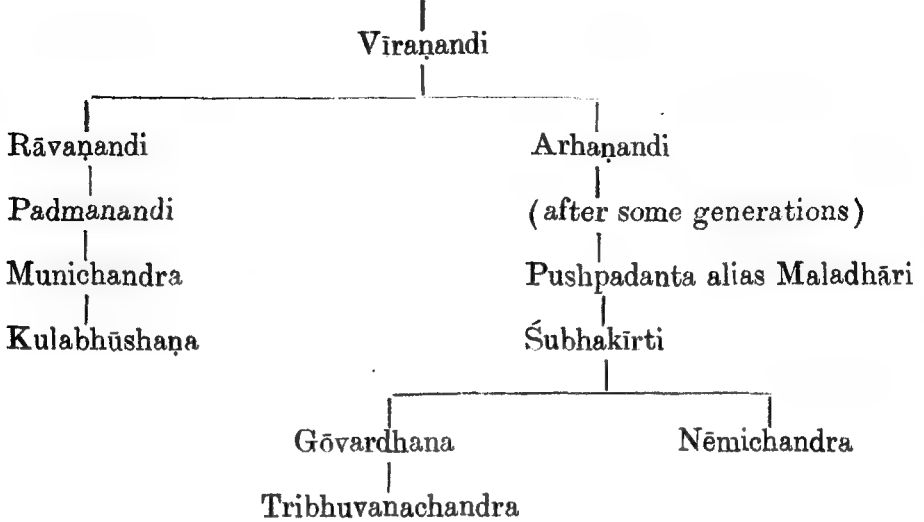 Vīraṇandi
Rāvaṇandi Arhaṇandi
Padmanandi (after some generations)
Munichandra Pushpadanta alias Maladhāri
Kulabhūshaṇa Śubhakīrti
Gōvardhana Nēmichandra
Tribhuvanachandra